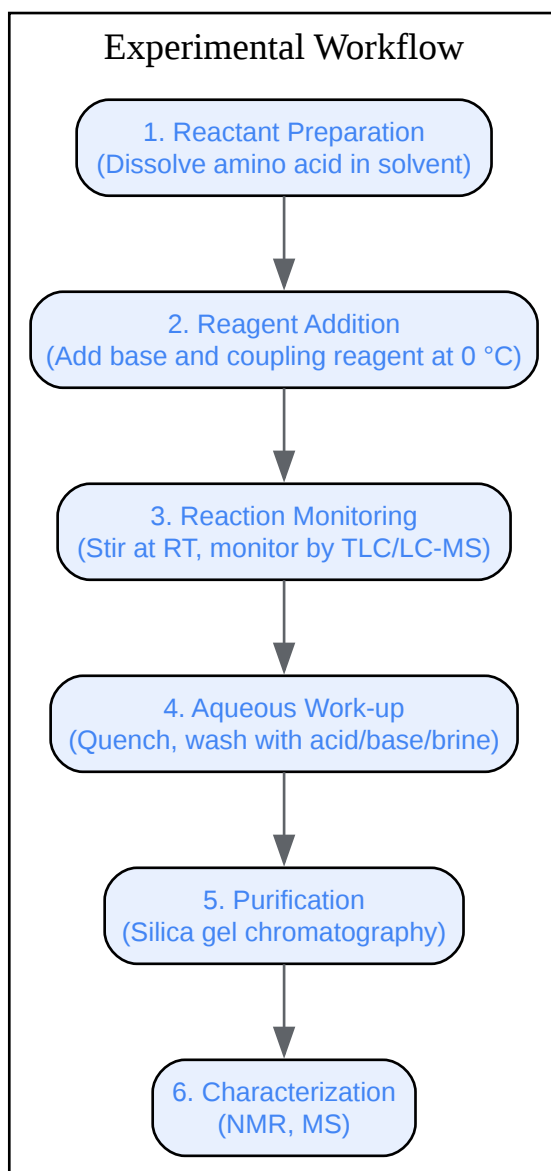 Experimental Workflow
1. Reactant Preparation
(Dissolve amino acid in solvent)
2. Reagent Addition
(Add base and coupling reagent at 0 °C)
3. Reaction Monitoring
(Stir at RT, monitor by TLC/LC-MS)
4. Aqueous Work-up
(Quench, wash with acid/base/brine)
5. Purification
(Silica gel chromatography)
6. Characterization
(NMR, MS)